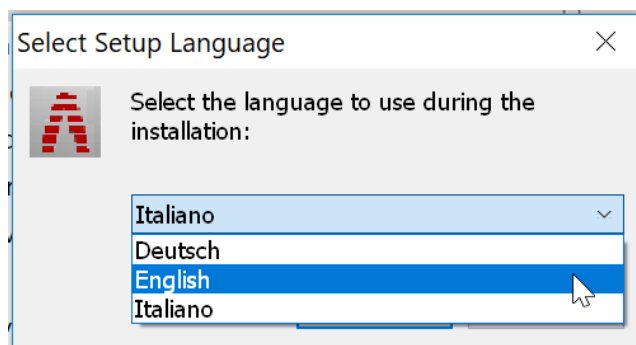 Select Setup Language
Select the language to use during the
installation:
Italiano
Deutsch
English
Italiano